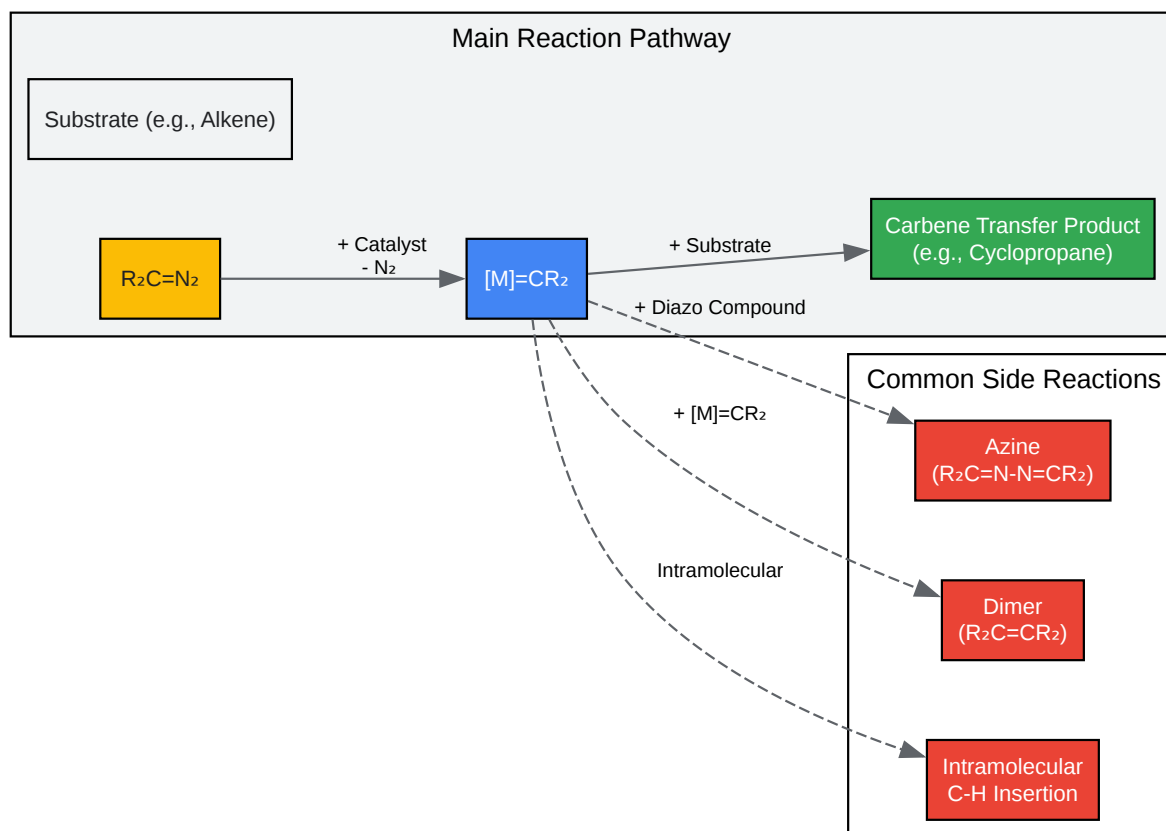 Main Reaction Pathway
Substrate (e.g., Alkene)
R₂C=N₂
+ Catalyst
- N₂
[M]=CR₂
+ Substrate
Carbene Transfer Product
(e.g., Cyclopropane)
+ Diazo Compound
Common Side Reactions
+ [M]=CR₂
Azine
(R₂C=N-N=CR₂)
Intramolecular
Dimer
(R₂C=CR₂)
Intramolecular
C-H Insertion